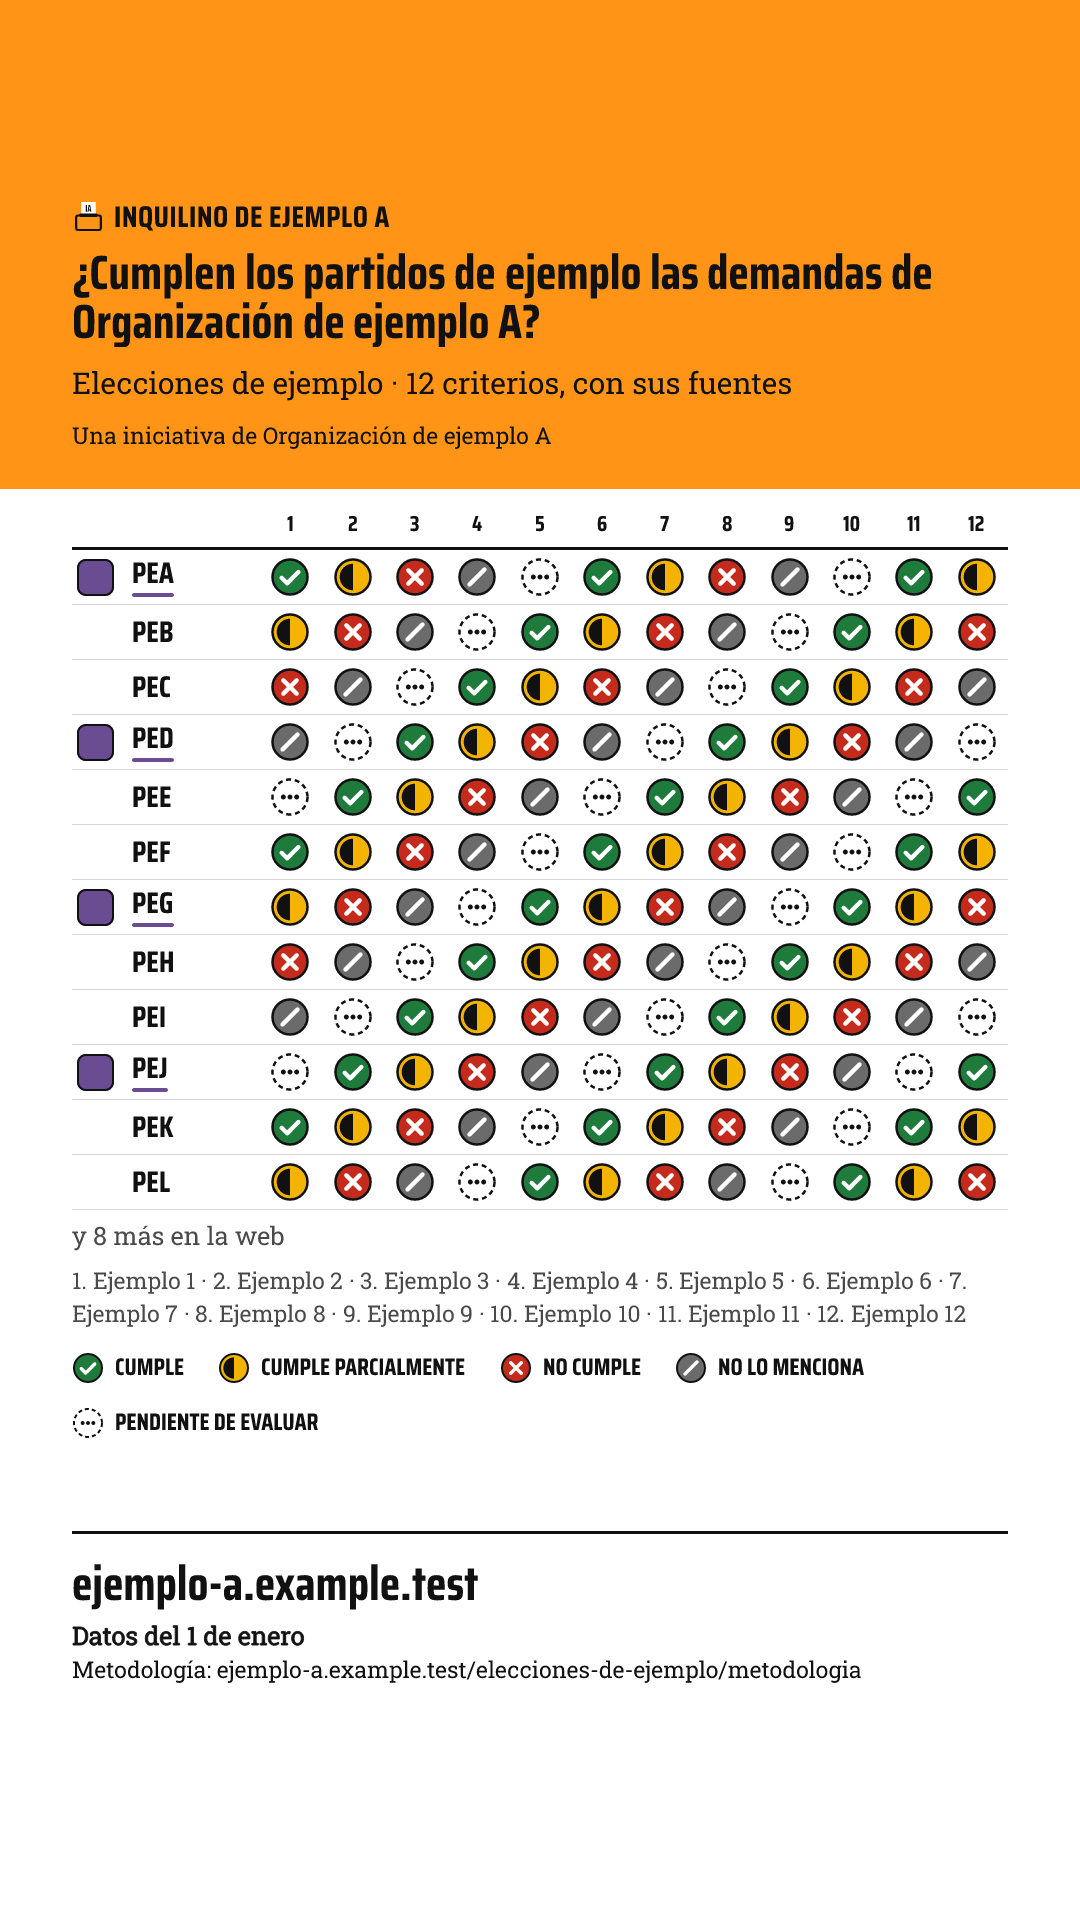 IA
INQUILINO DE EJEMPLO A
¿Cumplen los partidos de ejemplo las demandas de
Organización de ejemplo A?
Elecciones de ejemplo · 12 criterios, con sus fuentes
Una iniciativa de Organización de ejemplo A
1 2 3 4 5 6 7 8 9 10 11 12
PEA
PEB
PEC
PED
PEE
PEF
PEG
PEH
PEI
PEJ
PEK
PEL
y 8 más en la web
1. Ejemplo 1 · 2. Ejemplo 2 · 3. Ejemplo 3 · 4. Ejemplo 4 · 5. Ejemplo 5 · 6. Ejemplo 6 · 7.
Ejemplo 7 · 8. Ejemplo 8 · 9. Ejemplo 9 · 10. Ejemplo 10 · 11. Ejemplo 11 · 12. Ejemplo 12
CUMPLE CUMPLE PARCIALMENTE NO CUMPLE NO LO MENCIONA
PENDIENTE DE EVALUAR
ejemplo-a.example.test
Datos del 1 de enero
Metodología: ejemplo-a.example.test/elecciones-de-ejemplo/metodologia